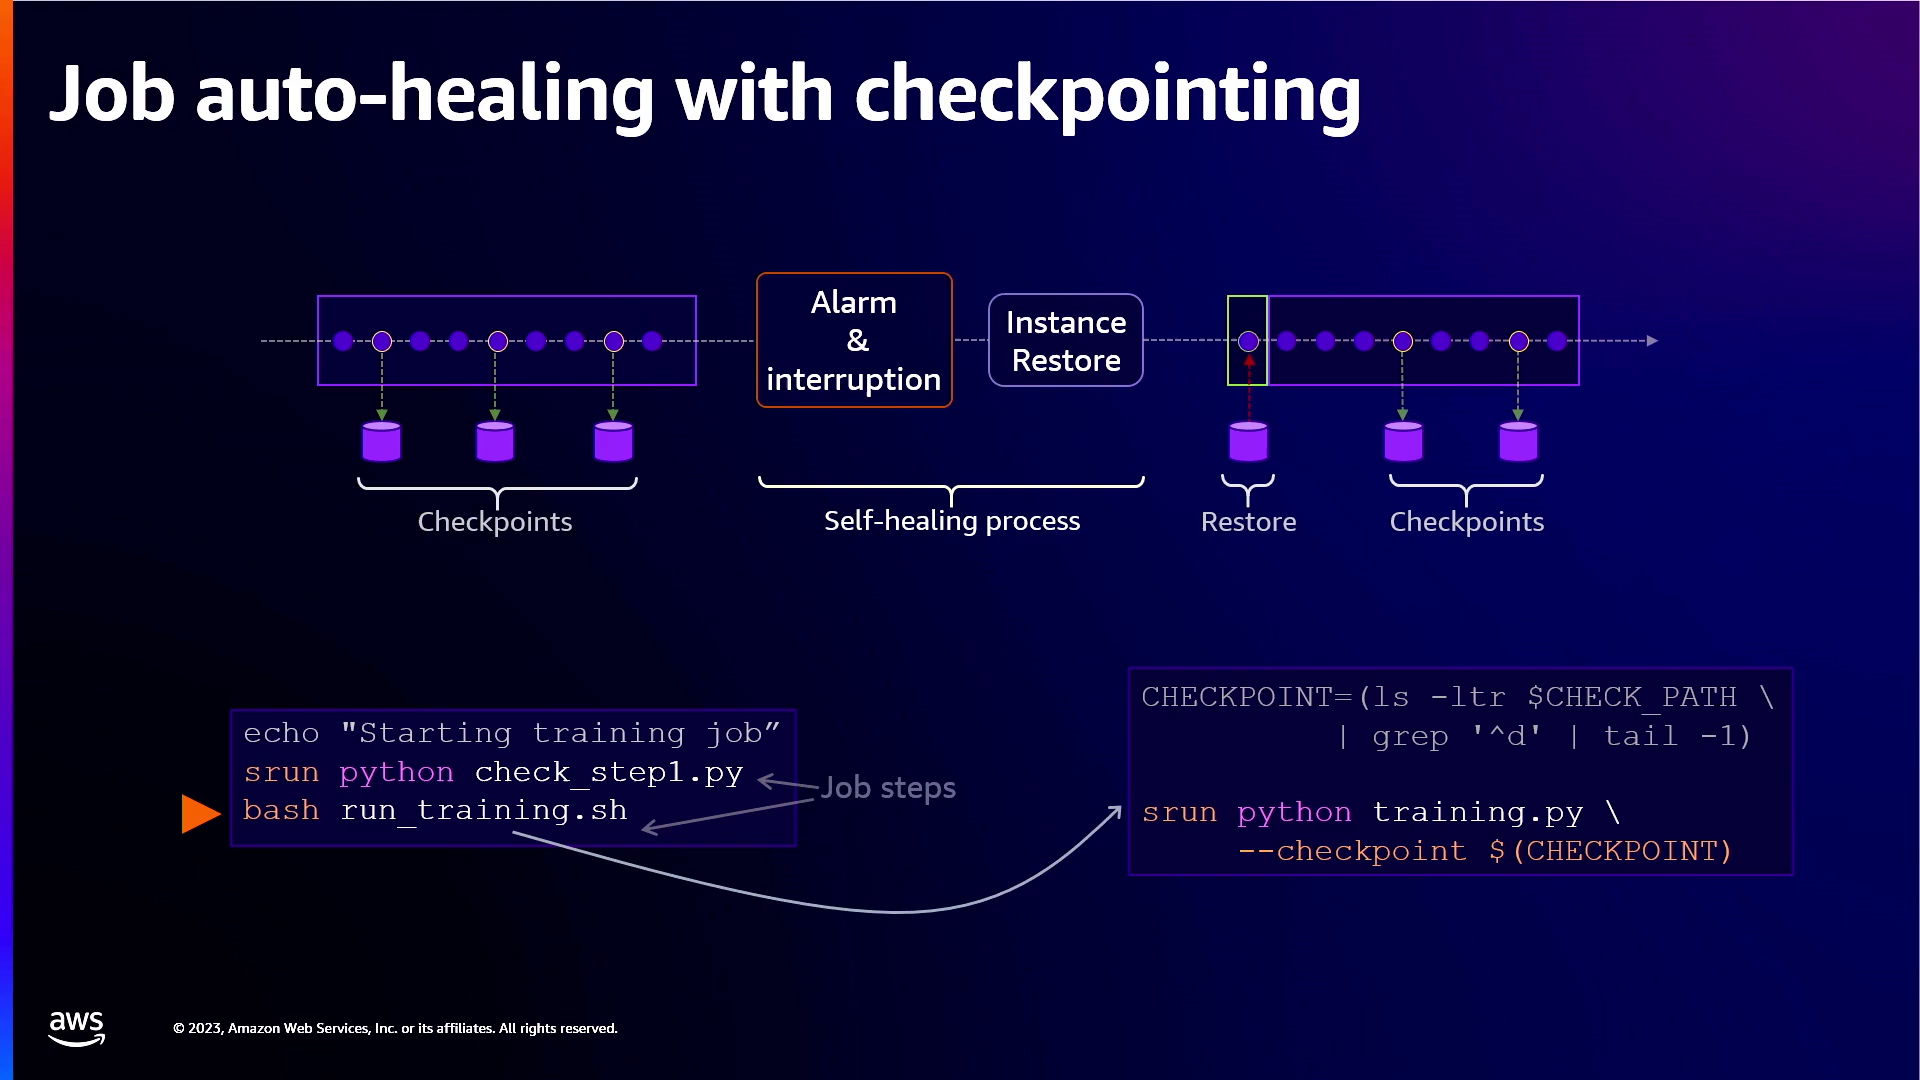 Job auto-healing with checkpointing
Alarm
&
interruption
Instance
Restore
Checkpoints
Self-healing process
Restore
Checkpoints
echo "Starting training job”
srun python check_step1.py
bash run_training.sh
Job steps
CHECKPOINT=(ls -ltr $CHECK_PATH \
| grep '^d' | tail -1)
srun python training.py \
--checkpoint $(CHECKPOINT)
aws
© 2023, Amazon Web Services, Inc. or its affiliates. All rights reserved.